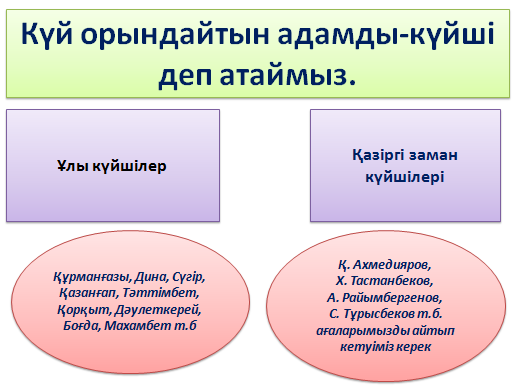 Күй орындайтын адамды-күйші
деп атаймыз.
Ұлы күйшілер
Қазіргі заман
күйшілері
Құрманғазы, Дина, Сүгір,
Қазанғап, Тәттімбет,
Қорқыт, Дәулеткерей,
Боғда, Махамбет т.б
Қ. Ахмедияров,
Х. Тастанбеков,
А. Райымбергенов,
С. Тұрысбеков т.б.
ағаларымызды айтып
кетуіміз керек